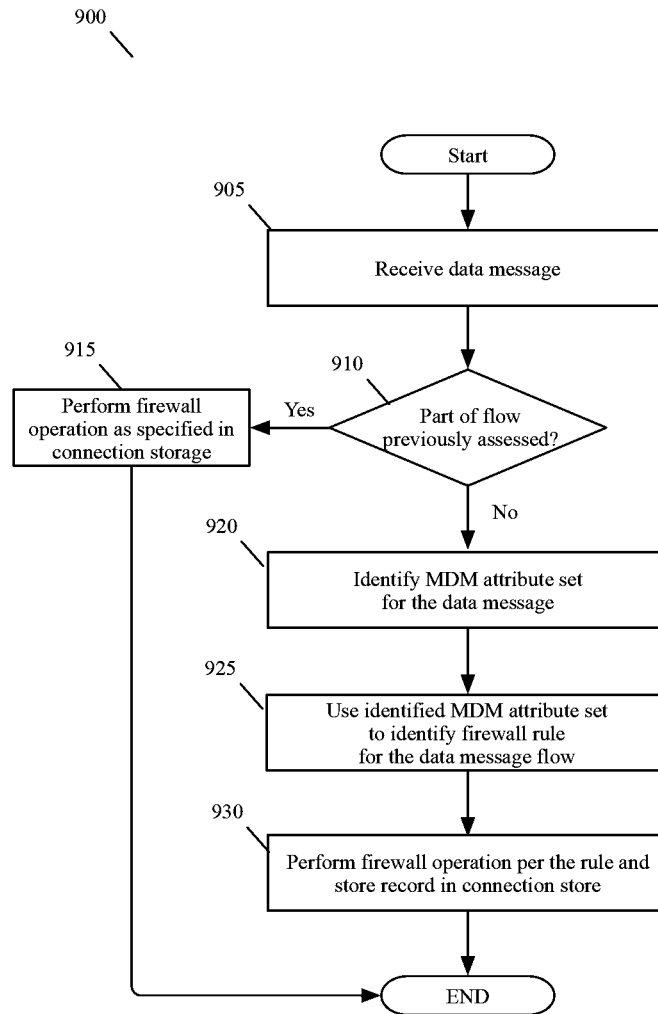 900
Start
905
Receive data message
915
910
Perform firewall
operation as specified in
connection storage
Yes
Part of flow
previously assessed?
No
920
Identify MDM attribute set
for the data message
925
Use identified MDM attribute set
to identify firewall rule
for the data message flow
930
Perform firewall operation per the rule and
store record in connection store
END